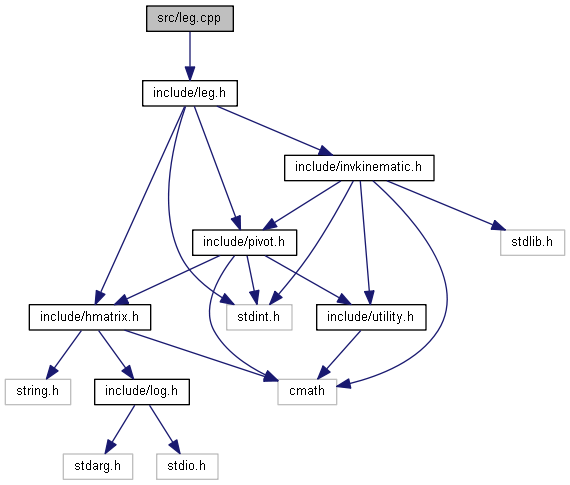 src/leg.cpp
include/leg.h
include/invkinematic.h
include/pivot.h
stdlib.h
include/hmatrix.h
stdint.h
include/utility.h
string.h
include/log.h
cmath
stdarg.h
stdio.h